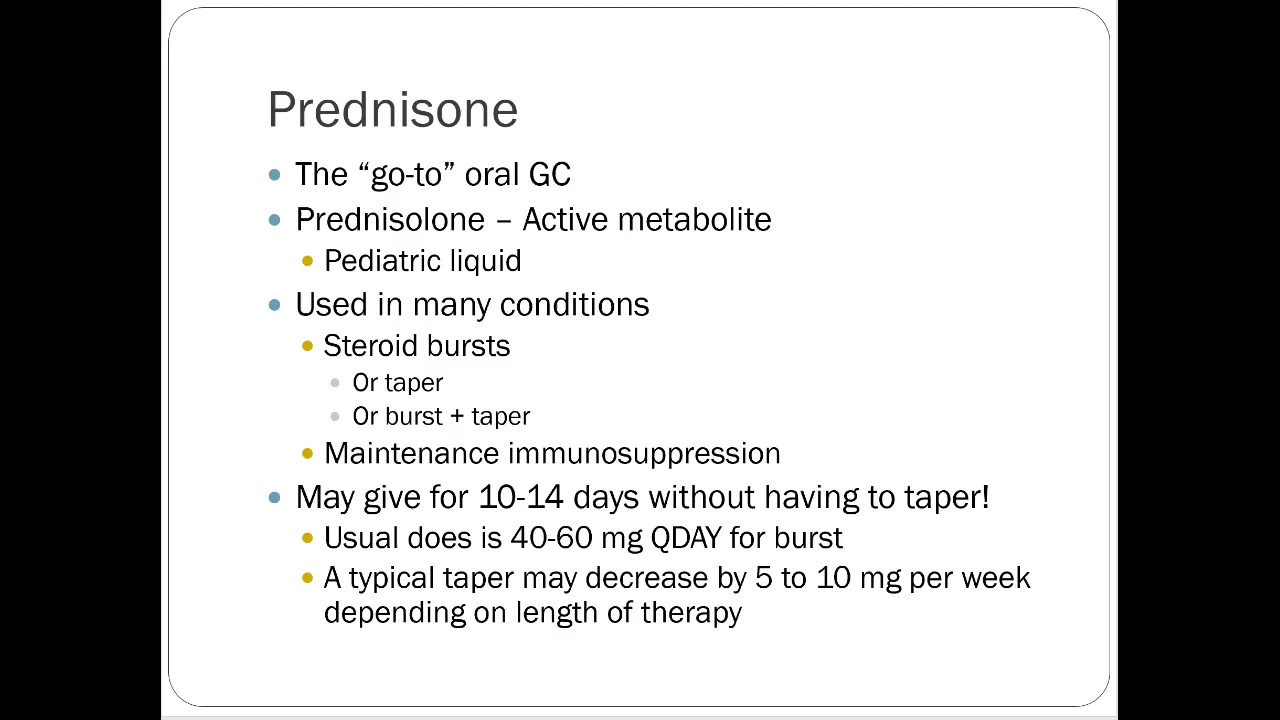 Prednisone
The “go-to” oral GC
Prednisolone – Active metabolite
Pediatric liquid
Used in many conditions
Steroid bursts
Or taper
Or burst + taper
Maintenance immunosuppression
May give for 10-14 days without having to taper!
Usual does is 40-60 mg QDAY for burst
A typical taper may decrease by 5 to 10 mg per week
depending on length of therapy